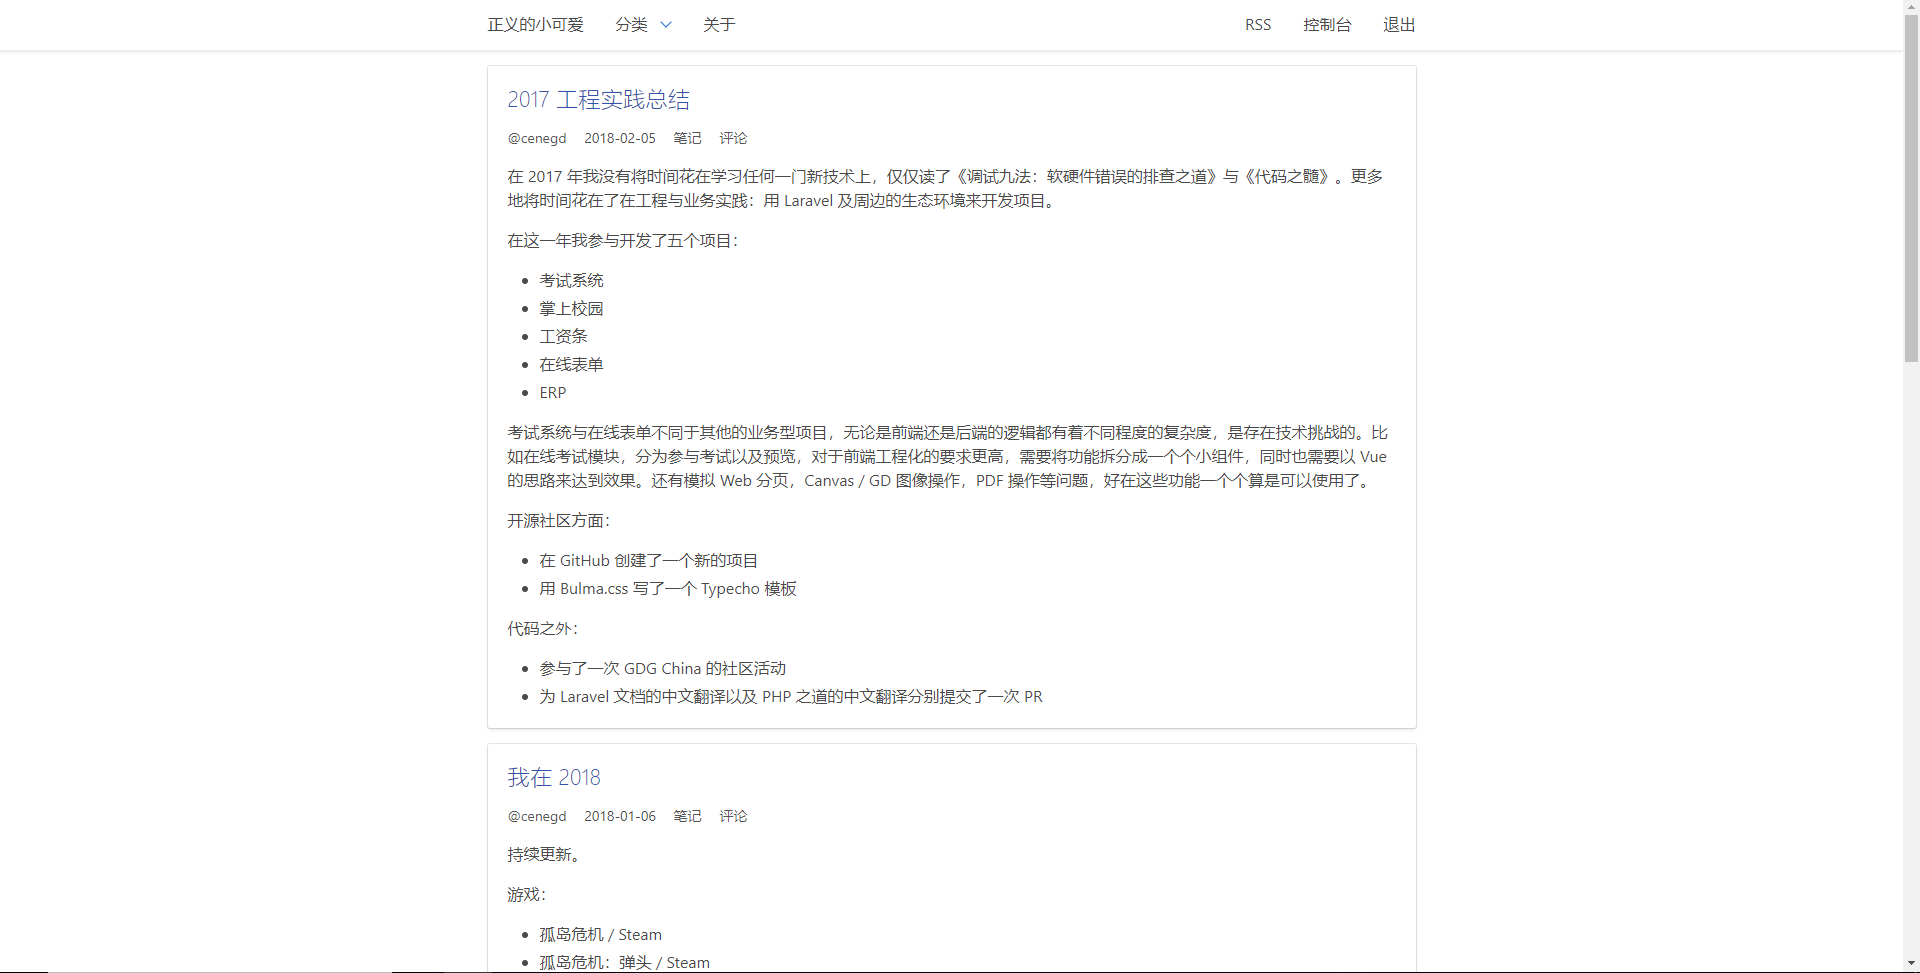 正义的小可爱 分类 关于 RSS 控制台 退出
2017 工程实践总结
@cenegd 2018-02-05 笔记 评论
在 2017 年我没有将时间花在学习任何一门新技术上，仅仅读了《调试九法：软硬件错误的排查之道》与《代码之髓》。更多
地将时间花在了在工程与业务实践：用 Laravel 及周边的生态环境来开发项目。
在这一年我参与开发了五个项目：
考试系统
掌上校园
工资条
在线表单
ERP
考试系统与在线表单不同于其他的业务型项目，无论是前端还是后端的逻辑都有着不同程度的复杂度，是存在技术挑战的。比
如在线考试模块，分为参与考试以及预览，对于前端工程化的要求更高，需要将功能拆分成一个个小组件，同时也需要以 Vue
的思路来达到效果。还有模拟 Web 分页，Canvas / GD 图像操作，PDF 操作等问题，好在这些功能一个个算是可以使用了。
开源社区方面：
在 GitHub 创建了一个新的项目
用 Bulma.css 写了一个 Typecho 模板
代码之外：
参与了一次 GDG China 的社区活动
为 Laravel 文档的中文翻译以及 PHP 之道的中文翻译分别提交了一次 PR
我在 2018
@cenegd 2018-01-06 笔记 评论
持续更新。
游戏：
孤岛危机 / Steam
孤岛危机：弹头 / Steam